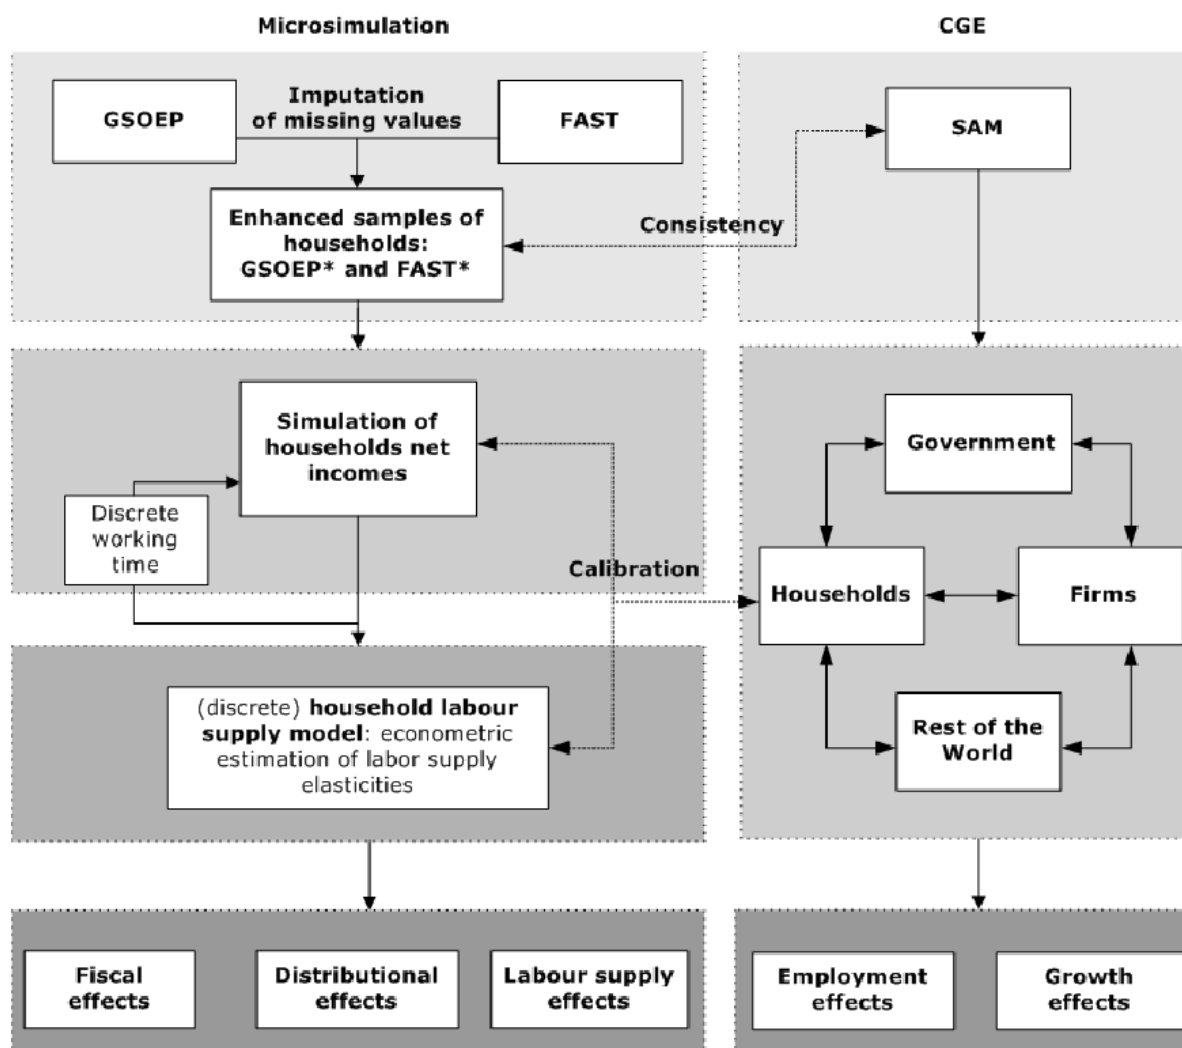 Microsimulation
CGE
GSOEP
Imputation
of missing values
FAST
SAM
Enhanced samples of
households:
GSOEP* and FAST*
Consistency
Simulation of
households net
incomes
Discrete
working
time
Calibration
Government
Households
Firms
Rest of the
World
(discrete) household labour
supply model: econometric
estimation of labor supply
elasticities
Fiscal
effects
Distributional
effects
Labour supply
effects
Employment
effects
Growth
effects